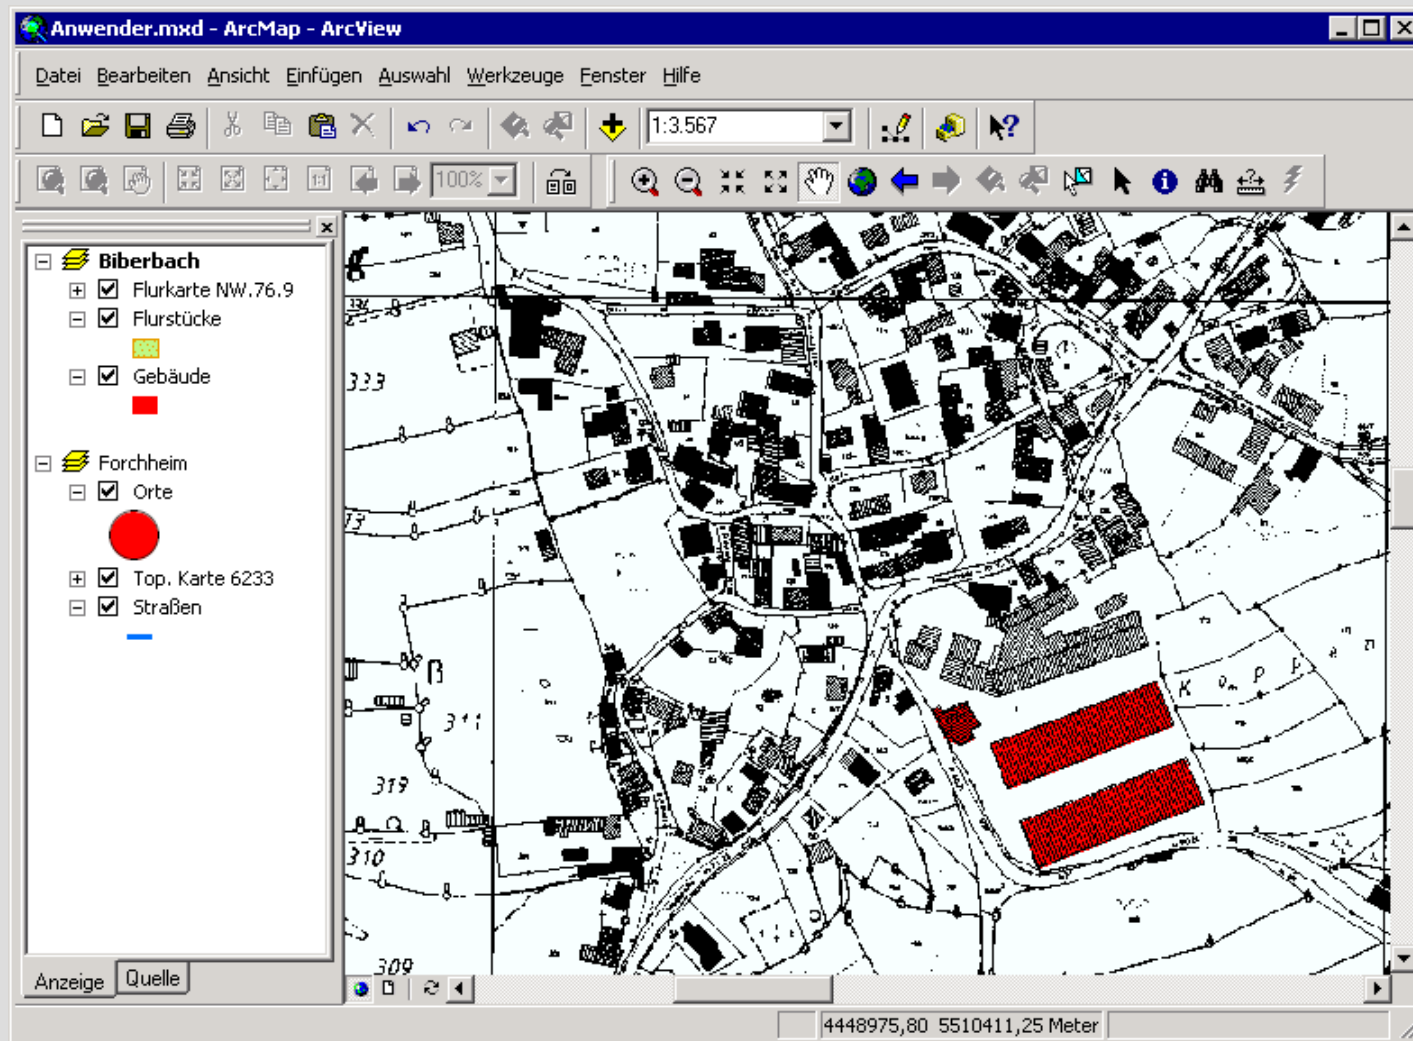 Anwender.mxd - ArcMap - ArcView
Datei Bearbeiten Ansicht Einfügen Auswahl Werkzeuge Fenster Hilfe
1:3.567
1:1 100%
Biberbach
Flurkarte NW.76.9
Flurstücke
Gebäude
Forchheim
Orte
Top. Karte 6233
Straßen
333
311
319
310
309
K o p p
Anzeige Quelle
4448975,80 5510411,25 Meter